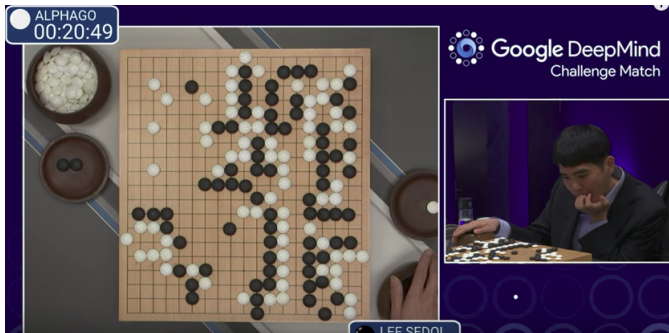 ALPHAGO
00:20:49
Google DeepMind
Challenge Match
LEE SEDOL